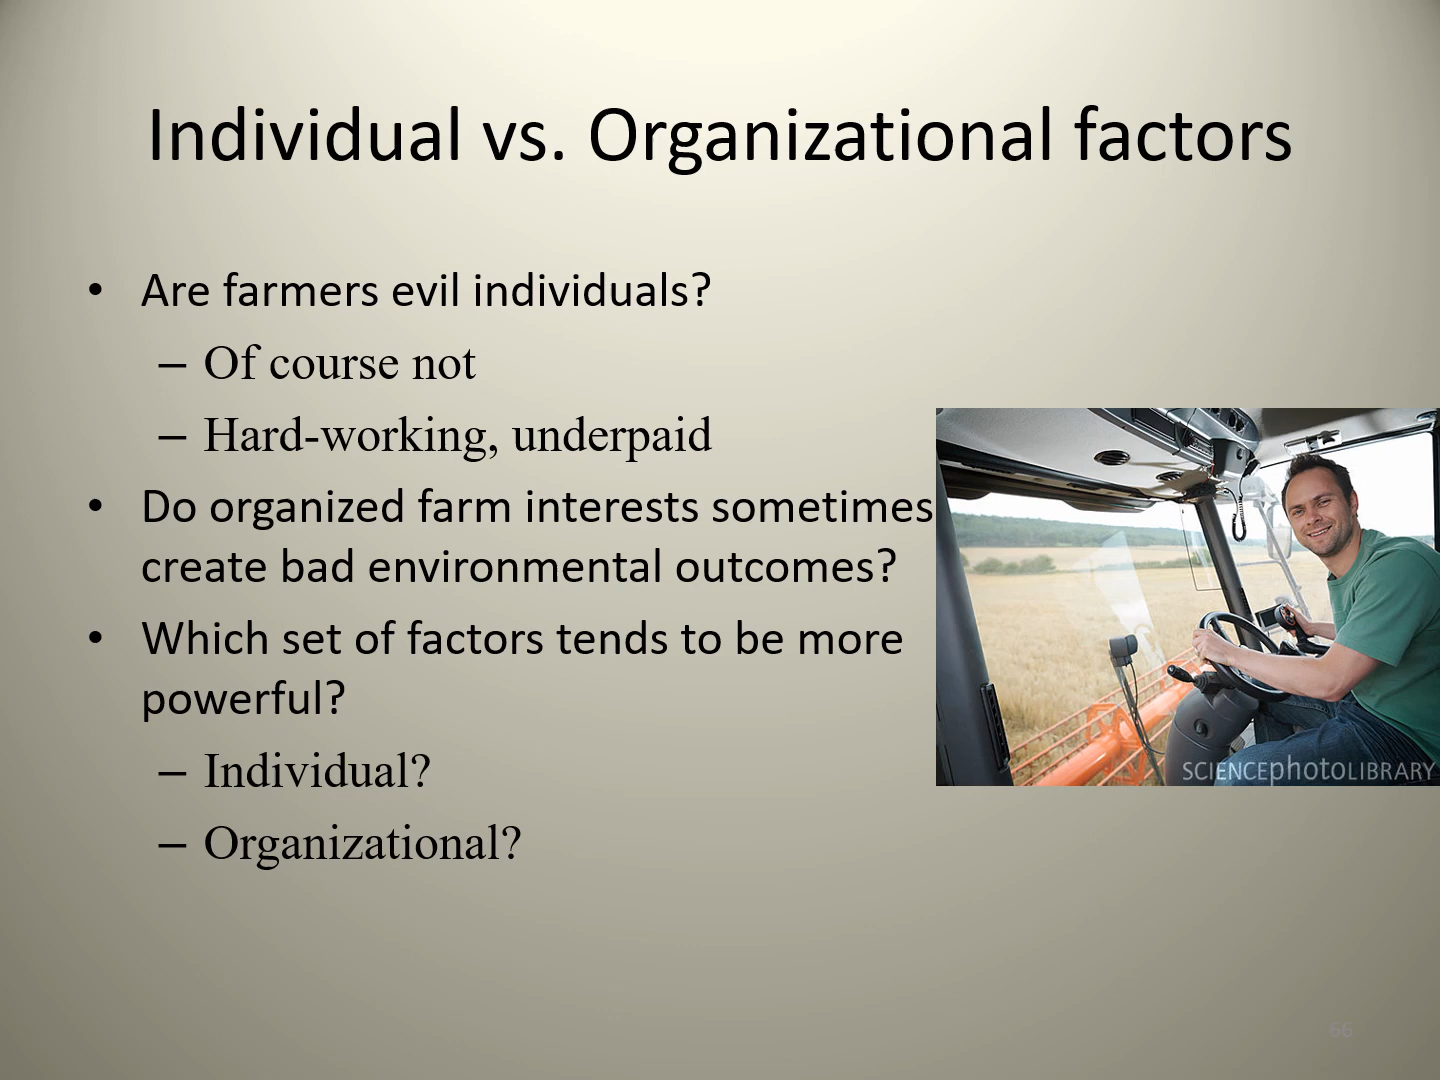 Individual vs. Organizational factors
• Are farmers evil individuals?
– Of course not
– Hard-working, underpaid
• Do organized farm interests sometimes
create bad environmental outcomes?
• Which set of factors tends to be more
powerful?
– Individual?
– Organizational?
SCIENCEphotoLIBRARY
66